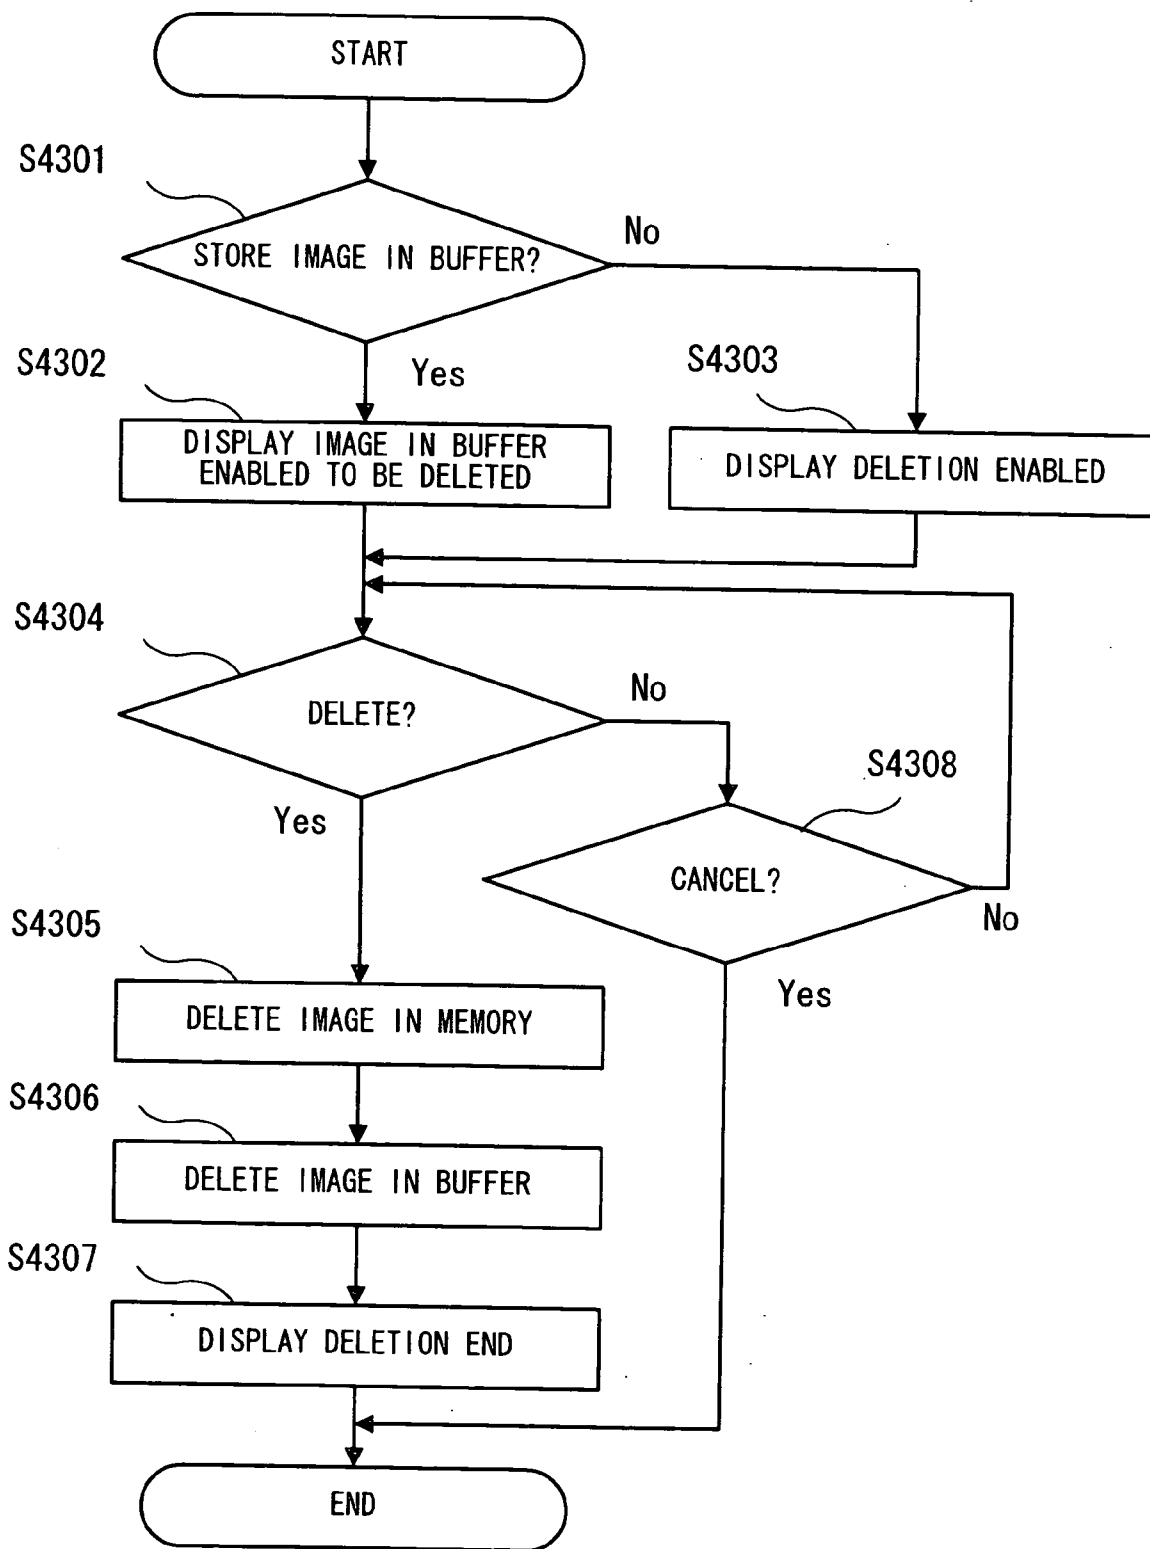 START
S4301
STORE IMAGE IN BUFFER?
No
S4302
Yes
S4303
DISPLAY IMAGE IN BUFFER
ENABLED TO BE DELETED
DISPLAY DELETION ENABLED
S4304
DELETE?
No
S4308
Yes
CANCEL?
No
S4305
Yes
DELETE IMAGE IN MEMORY
S4306
DELETE IMAGE IN BUFFER
S4307
DISPLAY DELETION END
END